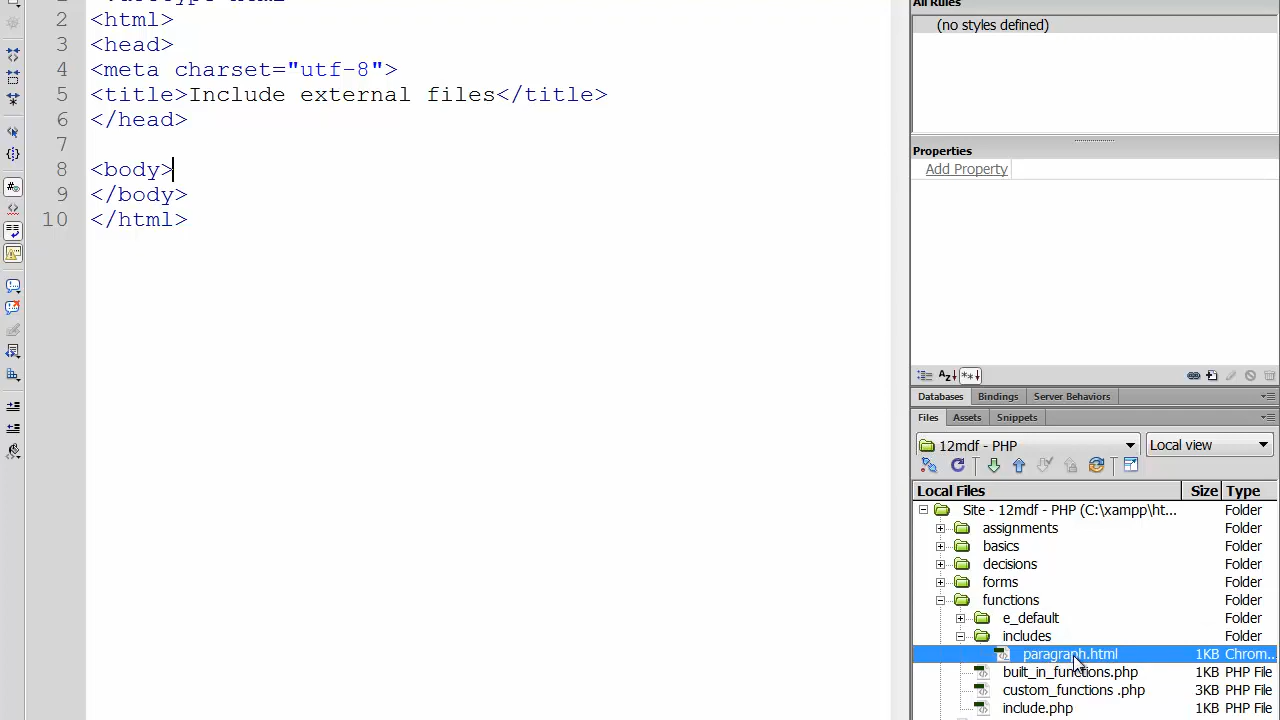 2 <html>
3 <head>
4 <meta charset="utf-8">
5 <title>Include external files</title>
6 </head>
7
8 <body>
9 </body>
10 </html>
All Rules
(no styles defined)
Properties
Add Property
Databases Bindings Server Behaviors
Files Assets Snippets
12mdf - PHP Local view
Local Files Size Type
Site - 12mdf - PHP (C:\xampp\ht... Folder
assignments Folder
basics Folder
decisions Folder
forms Folder
functions Folder
e_default Folder
includes Folder
paragraph.html 1KB Chrom...
built_in_functions.php 1KB PHP File
custom_functions .php 3KB PHP File
include.php 1KB PHP File